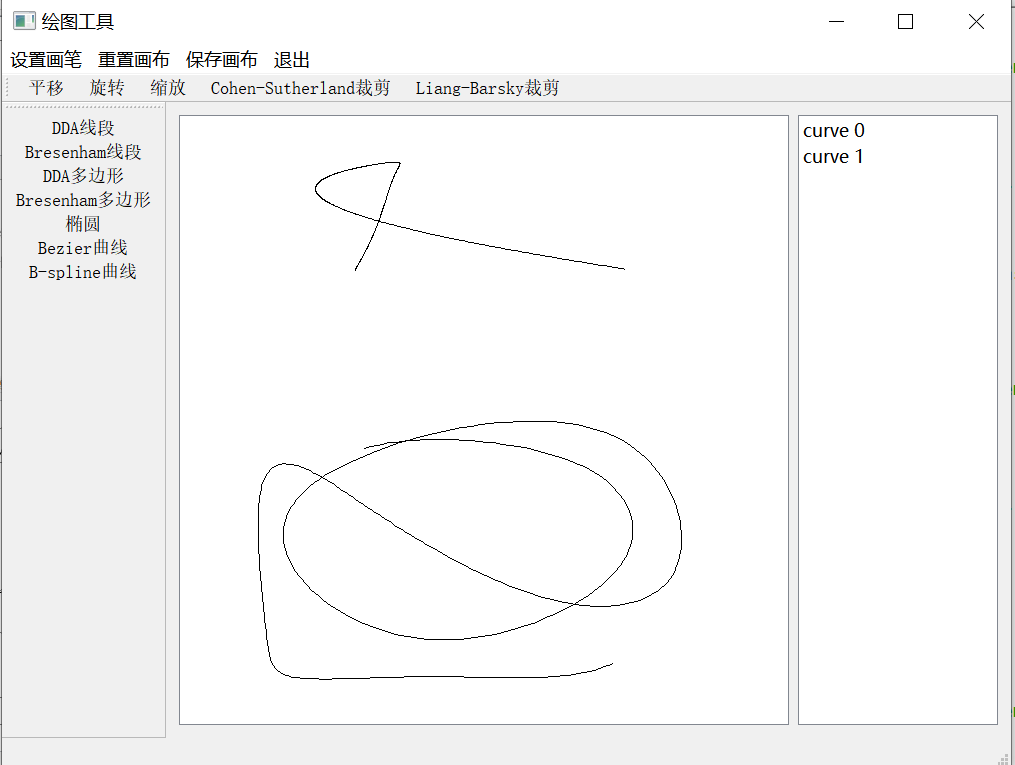 绘图工具
设置画笔 重置画布 保存画布 退出
平移 旋转 缩放 Cohen-Sutherland裁剪 Liang-Barsky裁剪
DDA线段
Bresenham线段
DDA多边形
Bresenham多边形
椭圆
Bezier曲线
B-spline曲线
curve 0
curve 1